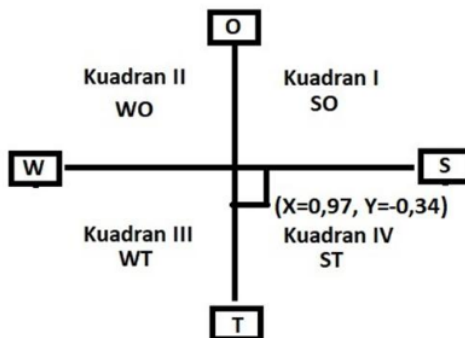 O
Kuadran II
WO
Kuadran I
SO
W
S
(X=0,97, Y=-0,34)
Kuadran III
WT
Kuadran IV
ST
T